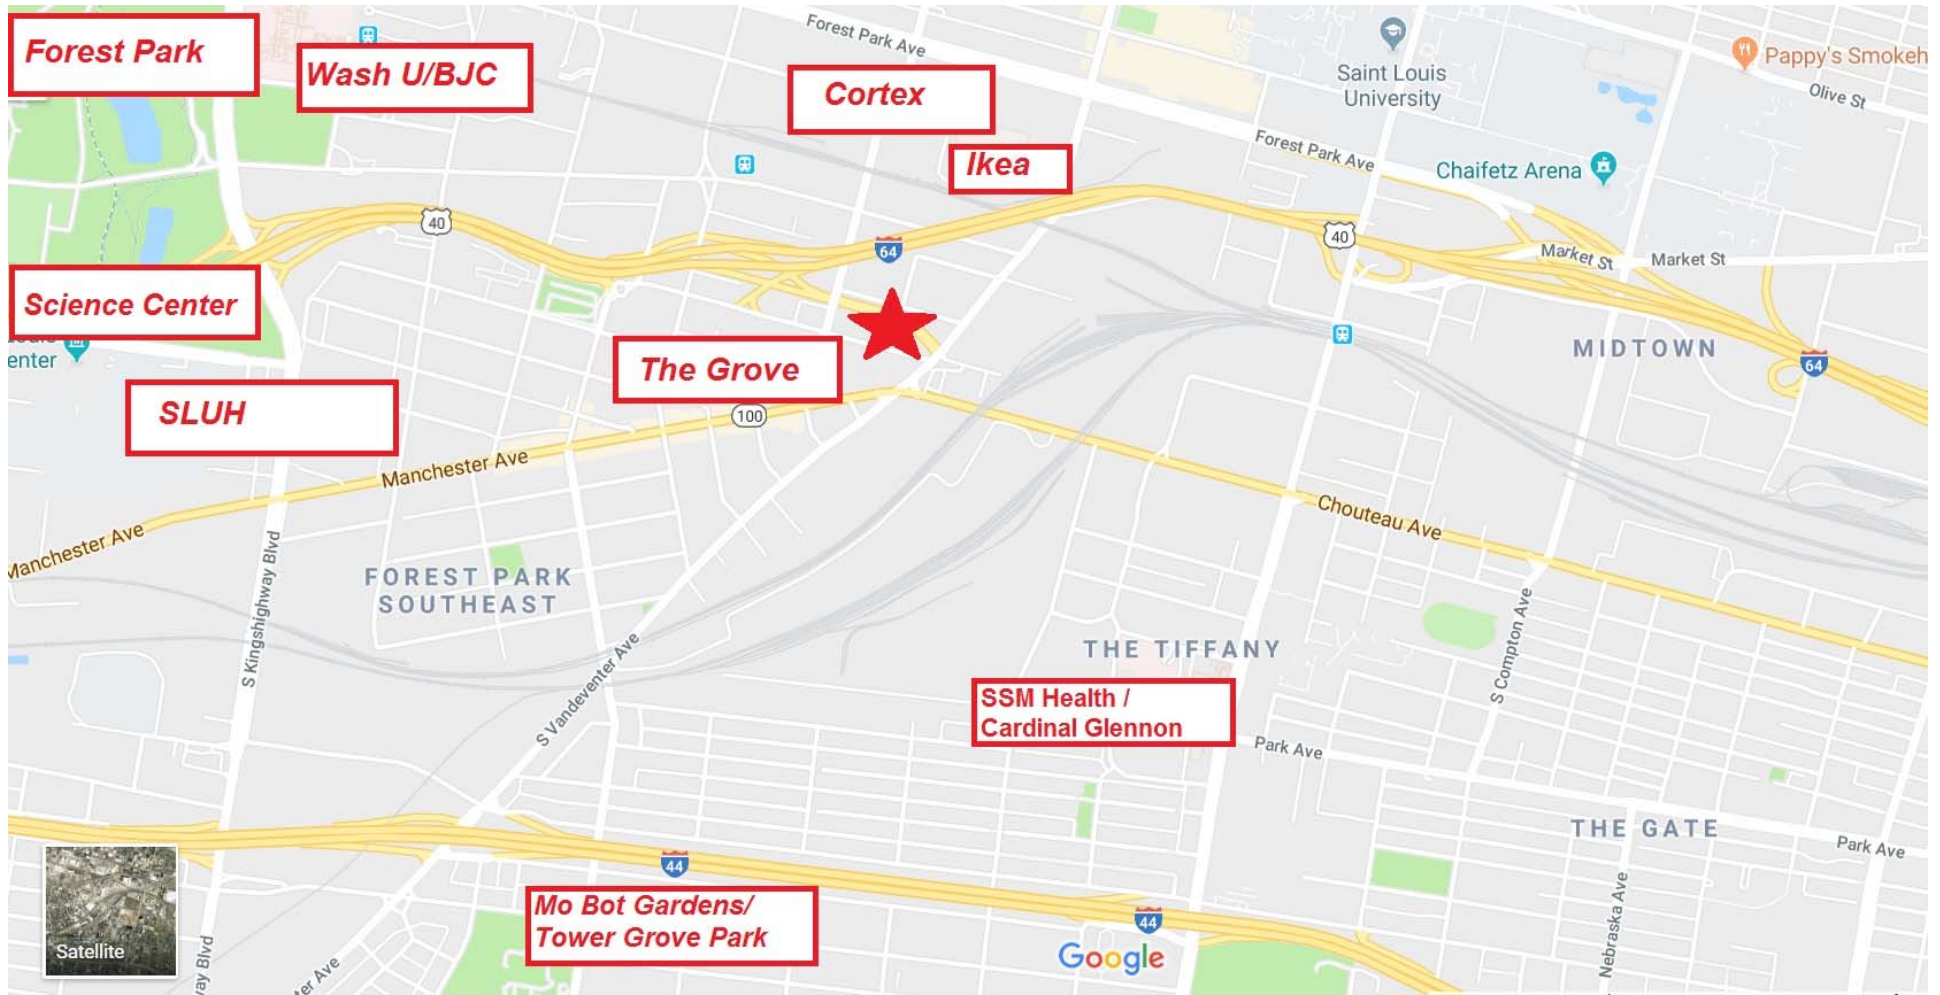 Forest Park
Wash U/BJC
Cortex
Ikea
Forest Park Ave
Saint Louis
University
Pappy's Smokeh
Olive St
Forest Park Ave
Chaifetz Arena
40
64
40
Market St
Market St
Science Center
enter
The Grove
MIDTOWN
64
SLUH
100
Manchester Ave
Chouteau Ave
Manchester Ave
S Kingshighway Blvd
FOREST PARK
SOUTHEAST
S Vandeventer Ave
THE TIFFANY
S Compton Ave
SSM Health /
Cardinal Glennon
Park Ave
THE GATE
Park Ave
44
Mo Bot Gardens/
Tower Grove Park
44
Nebraska Ave
Satellite
way Blvd
ter Ave
Google